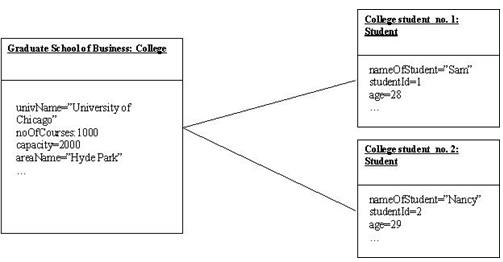 Graduate School of Business: College
univName="University of
Chicago"
noOfCourses:1000
capacity=2000
areaName="Hyde Park"
...
College student no. 1:
Student
nameOfStudent="Sam"
studentId=1
age=28
...
College student no. 2:
Student
nameOfStudent="Nancy"
studentId=2
age=29
...